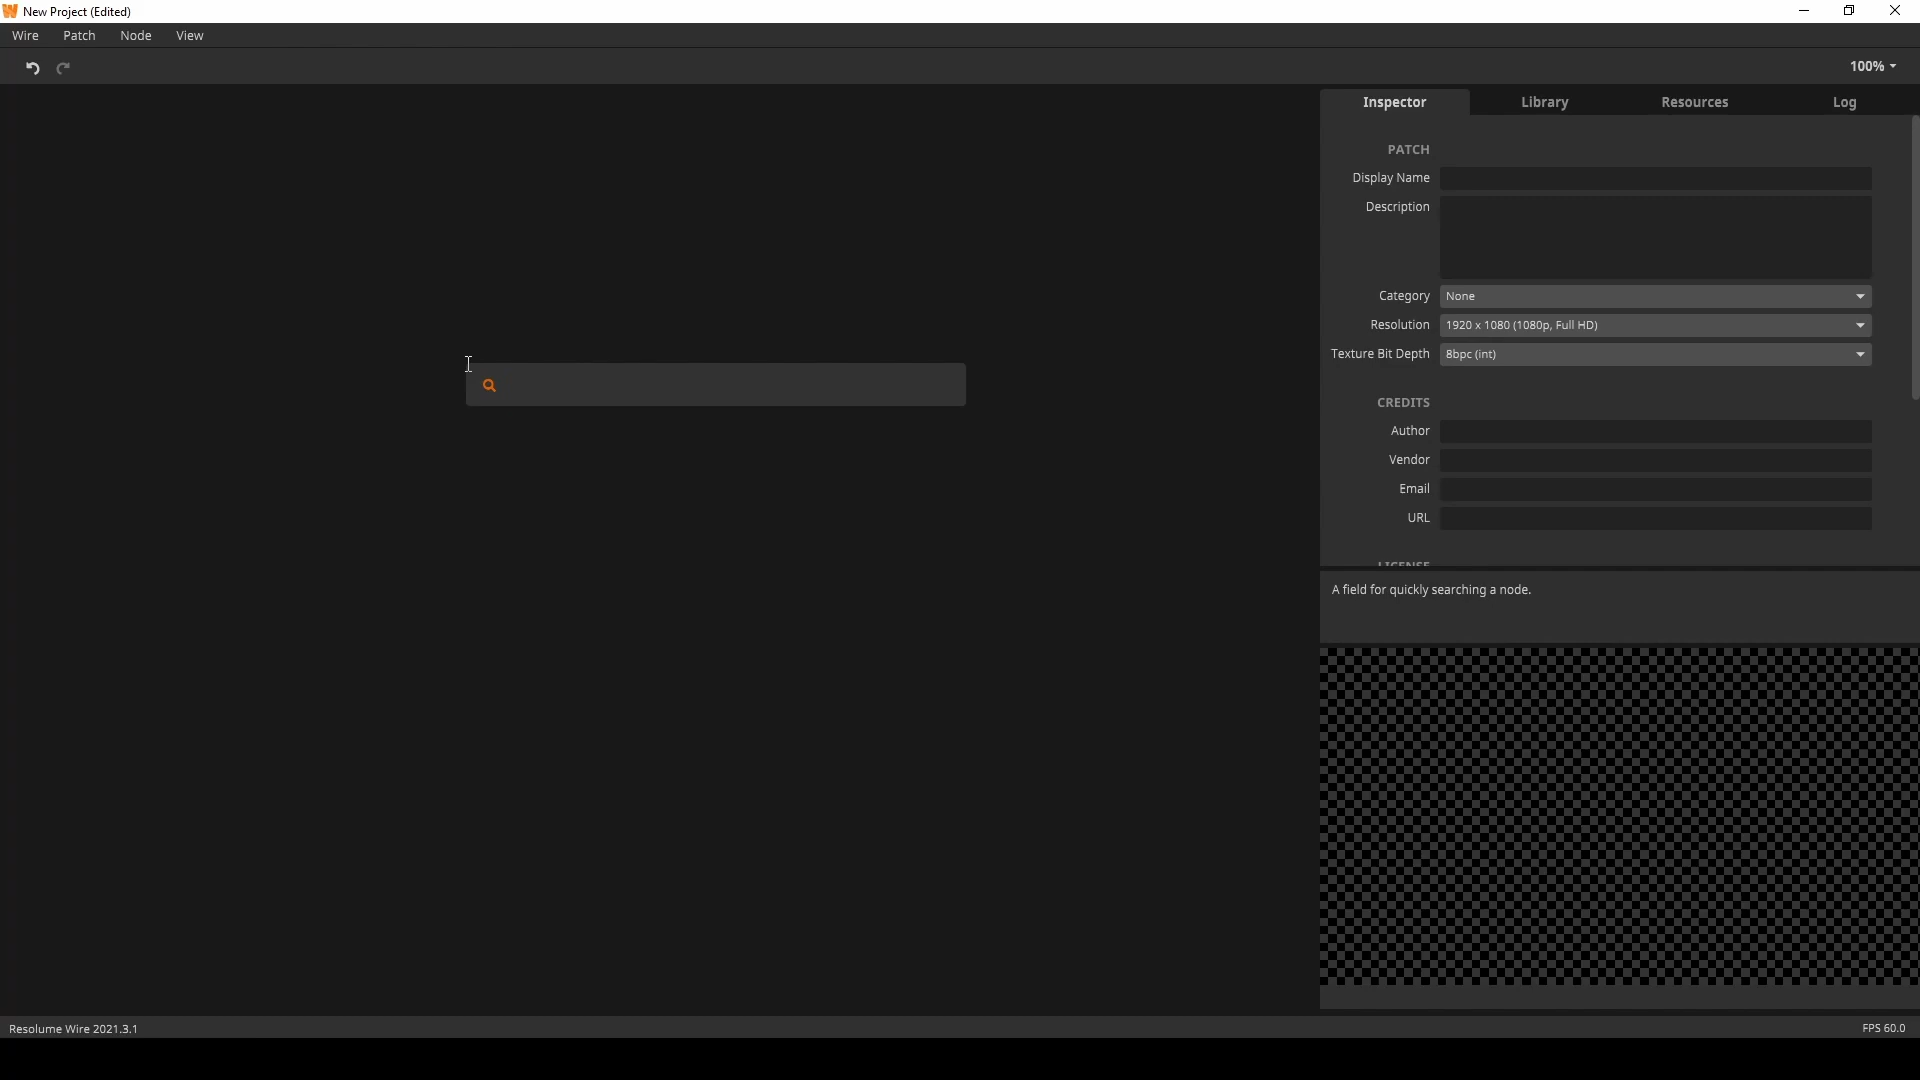 New Project (Edited)
Wire Patch Node View
100%
Inspector Library Resources Log
PATCH
Display Name
Description
Category None
Resolution 1920 x 1080 (1080p, Full HD)
Texture Bit Depth 8bpc (int)
CREDITS
Author
Vendor
Email
URL
LICENSE
A field for quickly searching a node.
Resolume Wire 2021.3.1
FPS 60.0